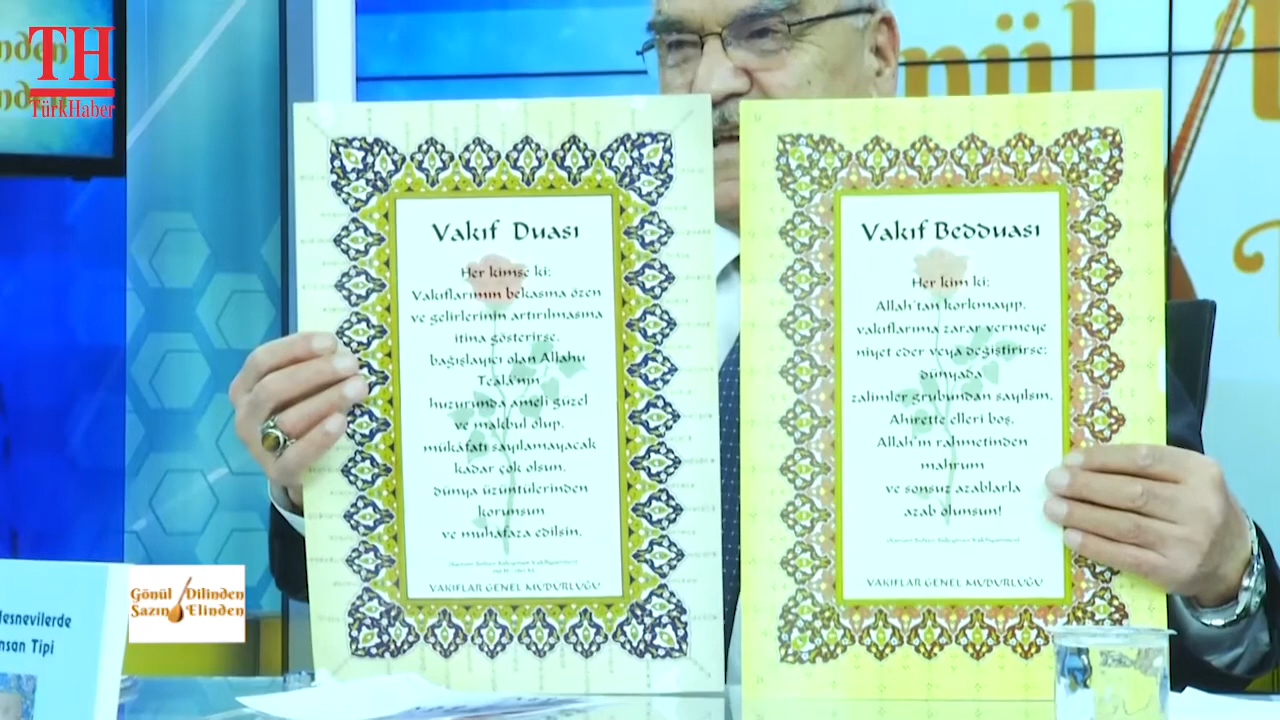 TH
TürkHaber
Vakıf Duası
Her kimse ki;
Vakıflarımın bekasına özen
ve gelirlerinin artırılmasına
itina gösterirse,
bağışlayıcı olan Allahu
Teâlâ'nın
huzurunda ameli güzel
ve makbul olup,
mükâfatı sayılamayacak
kadar çok olsun,
dünya üzüntülerinden
korunsun
ve muhafaza edilsin.
VAKIFLAR GENEL MÜDÜRLÜĞÜ
Vakıf Bedduası
Her kim ki;
Allah'tan korkmayıp,
vakıflarıma zarar vermeye
niyet eder veya değiştirirse;
dünyada
zalimler grubundan sayılsın,
Ahirette elleri boş,
Allah'ın rahmetinden
mahrum
ve sonsuz azablarla
azab olunsun!
VAKIFLAR GENEL MÜDÜRLÜĞÜ
Gönül Dilinden
Sazın Elinden
lesnevilerde
nsan Tipi